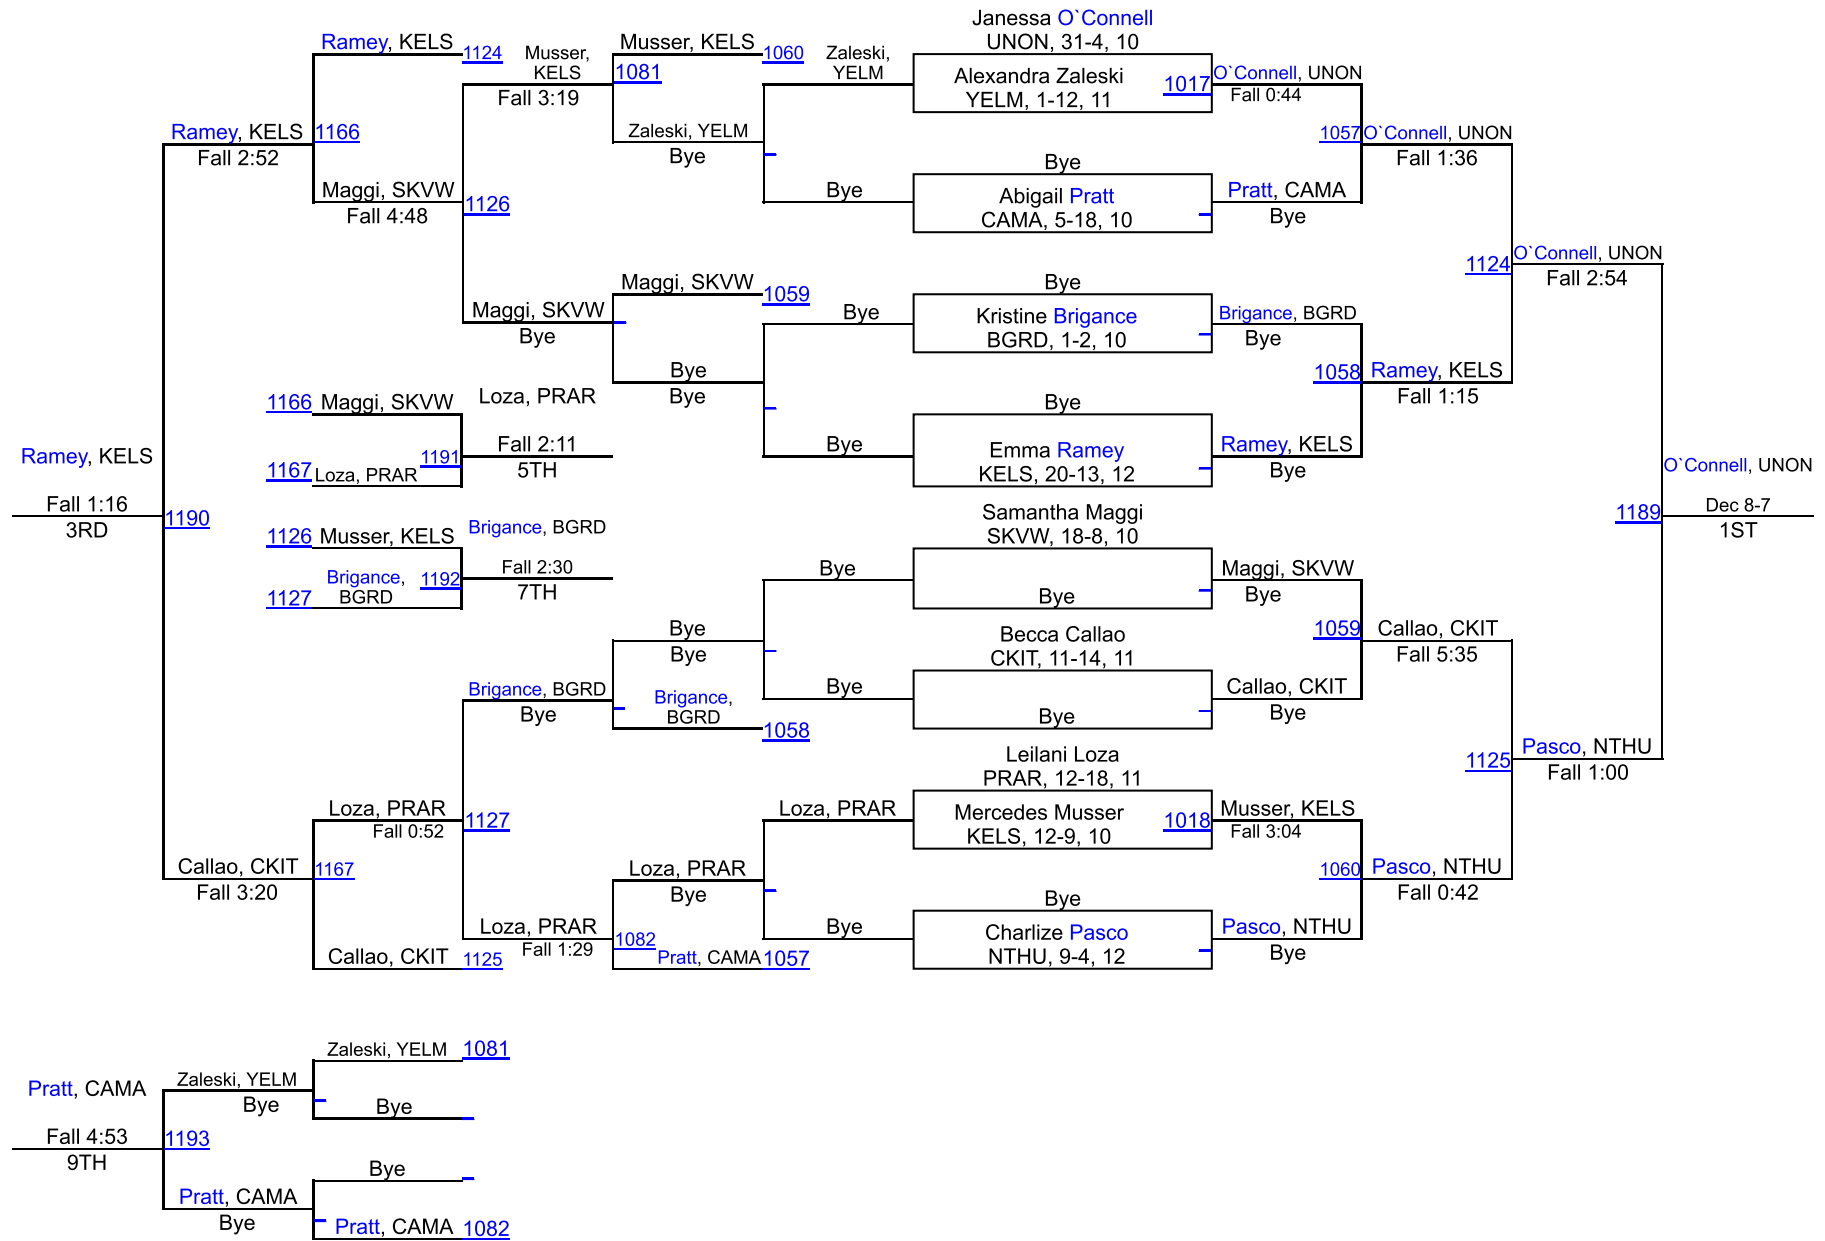 Janessa O`Connell
UNON, 31-4, 10
Ramey, KELS
1124
Musser,
KELS
Musser, KELS
1060
Zaleski,
YELM
Alexandra Zaleski
YELM, 1-12, 11
1017
O`Connell, UNON
Fall 0:44
1081
Fall 3:19
Ramey, KELS
1166
Fall 2:52
Zaleski, YELM
Bye
1057
O`Connell, UNON
Fall 1:36
Bye
Maggi, SKVW
Fall 4:48
1126
Bye
Abigail Pratt
CAMA, 5-18, 10
Pratt, CAMA
Bye
O`Connell, UNON
1124
Fall 2:54
Maggi, SKVW
1059
Bye
Maggi, SKVW
Bye
Bye
Kristine Brigance
BGRD, 1-2, 10
Brigance, BGRD
Bye
Bye
Bye
1058
Ramey, KELS
Fall 1:15
1166
Maggi, SKVW
Loza, PRAR
Bye
Fall 2:11
5TH
1191
1167
Loza, PRAR
Bye
Emma Ramey
KELS, 20-13, 12
Ramey, KELS
Bye
Ramey, KELS
Fall 1:16
3RD
1190
O`Connell, UNON
1189
Dec 8-7
1ST
Samantha Maggi
SKVW, 18-8, 10
1126
Musser, KELS
Brigance, BGRD
Fall 2:30
7TH
1192
Brigance,
BGRD
1127
Bye
Bye
Maggi, SKVW
Bye
Bye
Bye
Becca Callao
CKIT, 11-14, 11
1059
Callao, CKIT
Fall 5:35
Brigance, BGRD
Bye
Brigance,
BGRD
1058
Bye
Bye
Callao, CKIT
Bye
1125
Pasco, NTHU
Fall 1:00
Leilani Loza
PRAR, 12-18, 11
Loza, PRAR
Fall 0:52
1127
Loza, PRAR
Mercedes Musser
KELS, 12-9, 10
1018
Musser, KELS
Fall 3:04
Callao, CKIT
Fall 3:20
1167
Loza, PRAR
Bye
1060
Pasco, NTHU
Fall 0:42
Bye
Loza, PRAR
Fall 1:29
1082
Bye
Charlize Pasco
NTHU, 9-4, 12
Pasco, NTHU
Bye
Callao, CKIT
1125
Pratt, CAMA
1057
Zaleski, YELM
1081
Zaleski, YELM
Bye
Bye
Pratt, CAMA
Fall 4:53
9TH
1193
Bye
Pratt, CAMA
Bye
Pratt, CAMA
1082